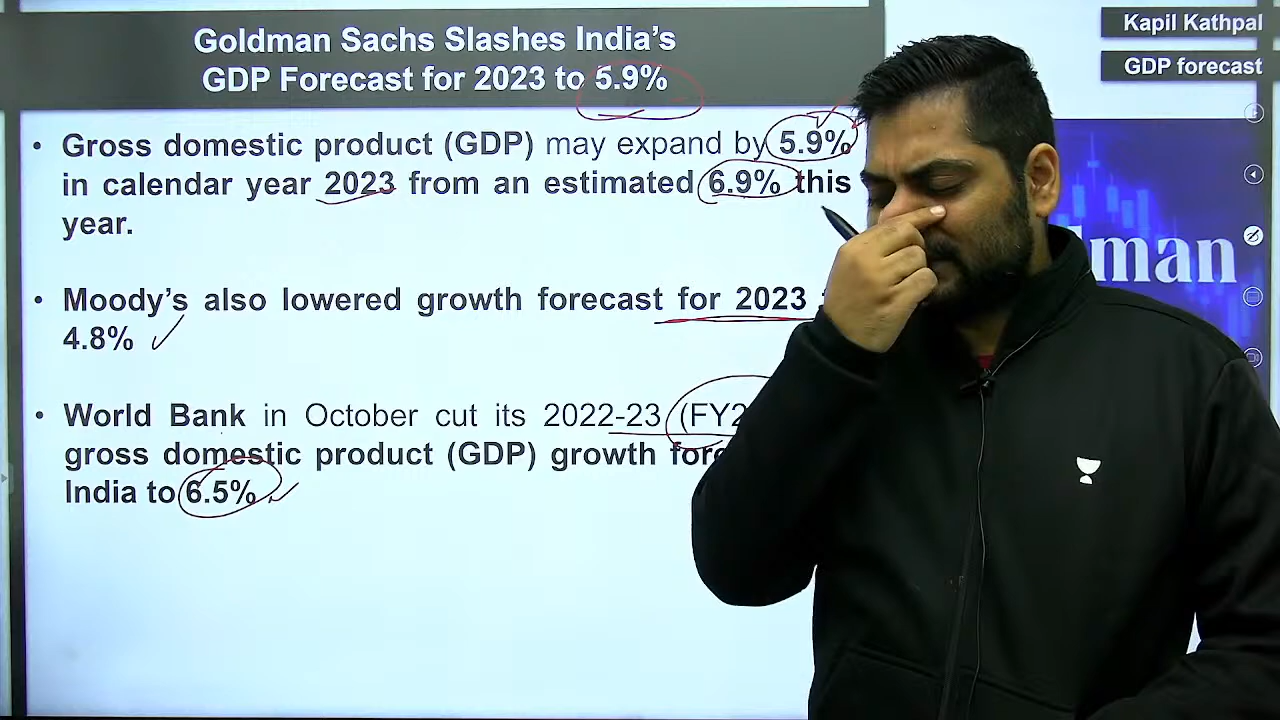 Goldman Sachs Slashes India's
GDP Forecast for 2023 to 5.9%
Kapil Kathpal
GDP forecast
• Gross domestic product (GDP) may expand by 5.9%
in calendar year 2023 from an estimated 6.9% this
year.
• Moody's also lowered growth forecast for 2023
4.8%
• World Bank in October cut its 2022-23 (FY2
gross domestic product (GDP) growth
India to 6.5%
dman